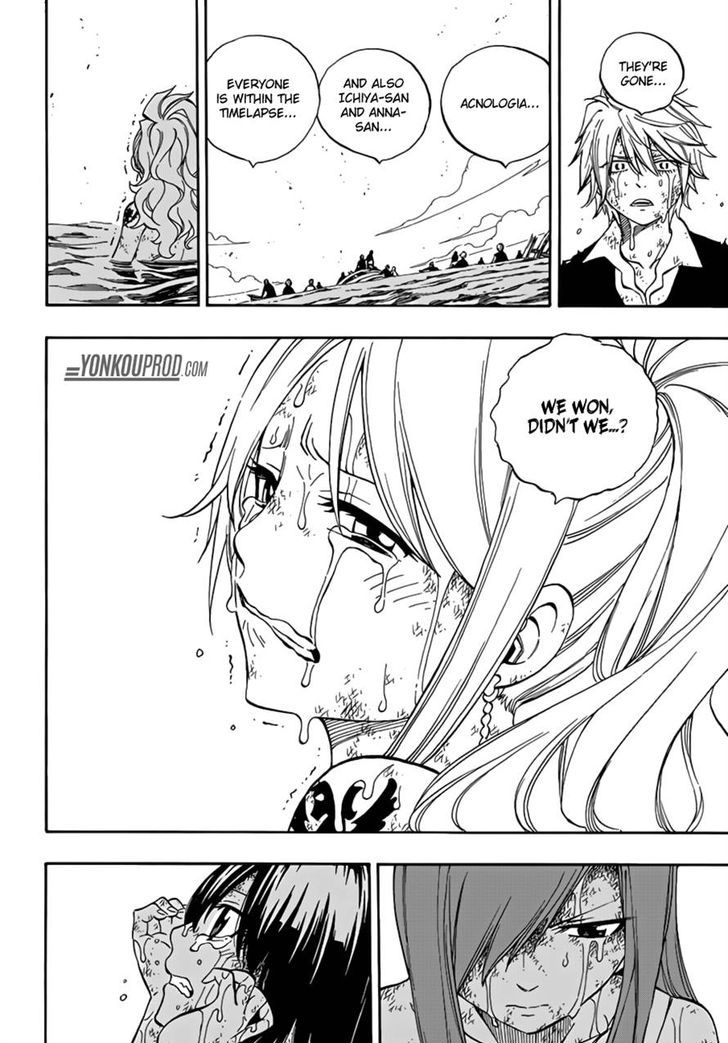 THEY'RE
GONE...
ACNOLOGIA...
AND ALSO
ICHIYA-SAN
AND ANNA-
SAN...
EVERYONE
IS WITHIN THE
TIMELAPSE...
=YONKOUPROD.COM
WE WON,
DIDN'T WE...?